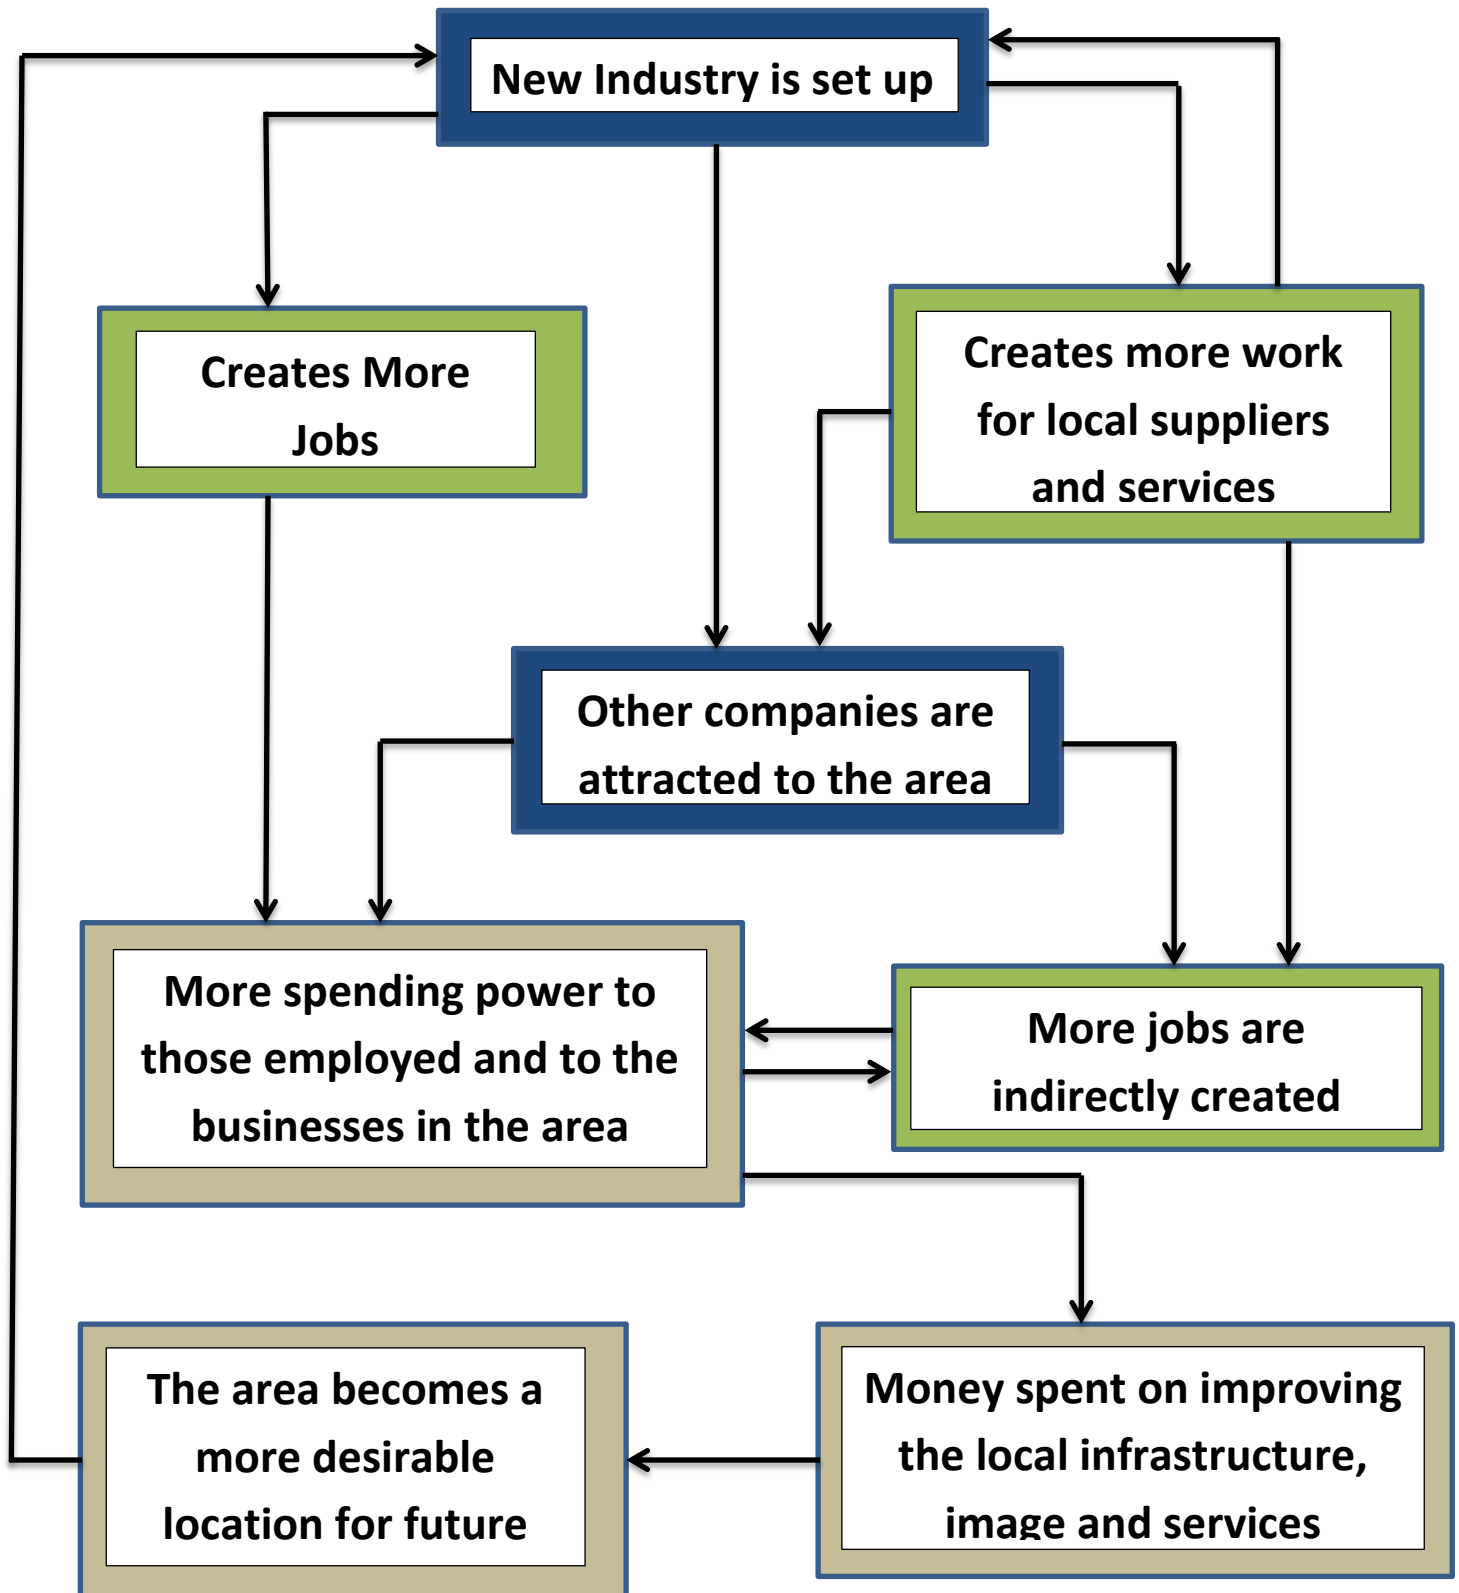 New Industry is set up
Creates More
Jobs
Creates more work
for local suppliers
and services
Other companies are
attracted to the area
More spending power to
those employed and to the
businesses in the area
More jobs are
indirectly created
The area becomes a
more desirable
location for future
Money spent on improving
the local infrastructure,
image and services